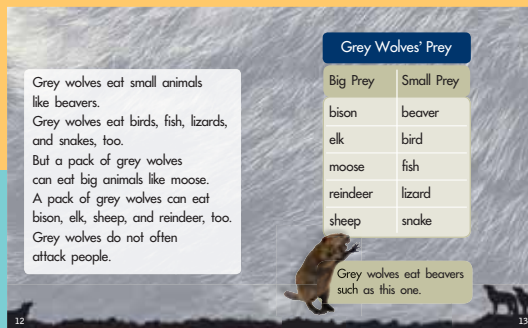 Grey wolves eat small animals
like beavers.
Grey wolves eat birds, fish, lizards,
and snakes, too.
But a pack of grey wolves
can eat big animals like moose.
A pack of grey wolves can eat
bison, elk, sheep, and reindeer, too.
Grey wolves do not often
attack people.
12
Grey Wolves' Prey
Big Prey Small Prey
bison beaver
elk bird
moose fish
reindeer lizard
sheep snake
Grey wolves eat beavers
such as this one.
13